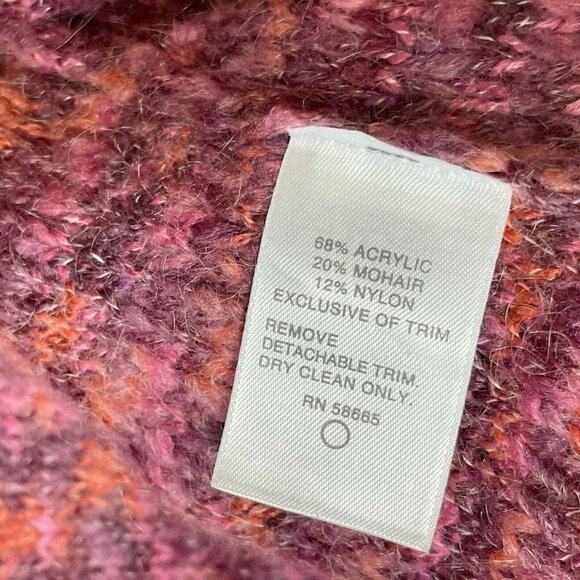 68% ACRYLIC
20% MOHAIR
12% NYLON
EXCLUSIVE OF TRIM
REMOVE
DETACHABLE TRIM.
DRY CLEAN ONLY
RN 58665